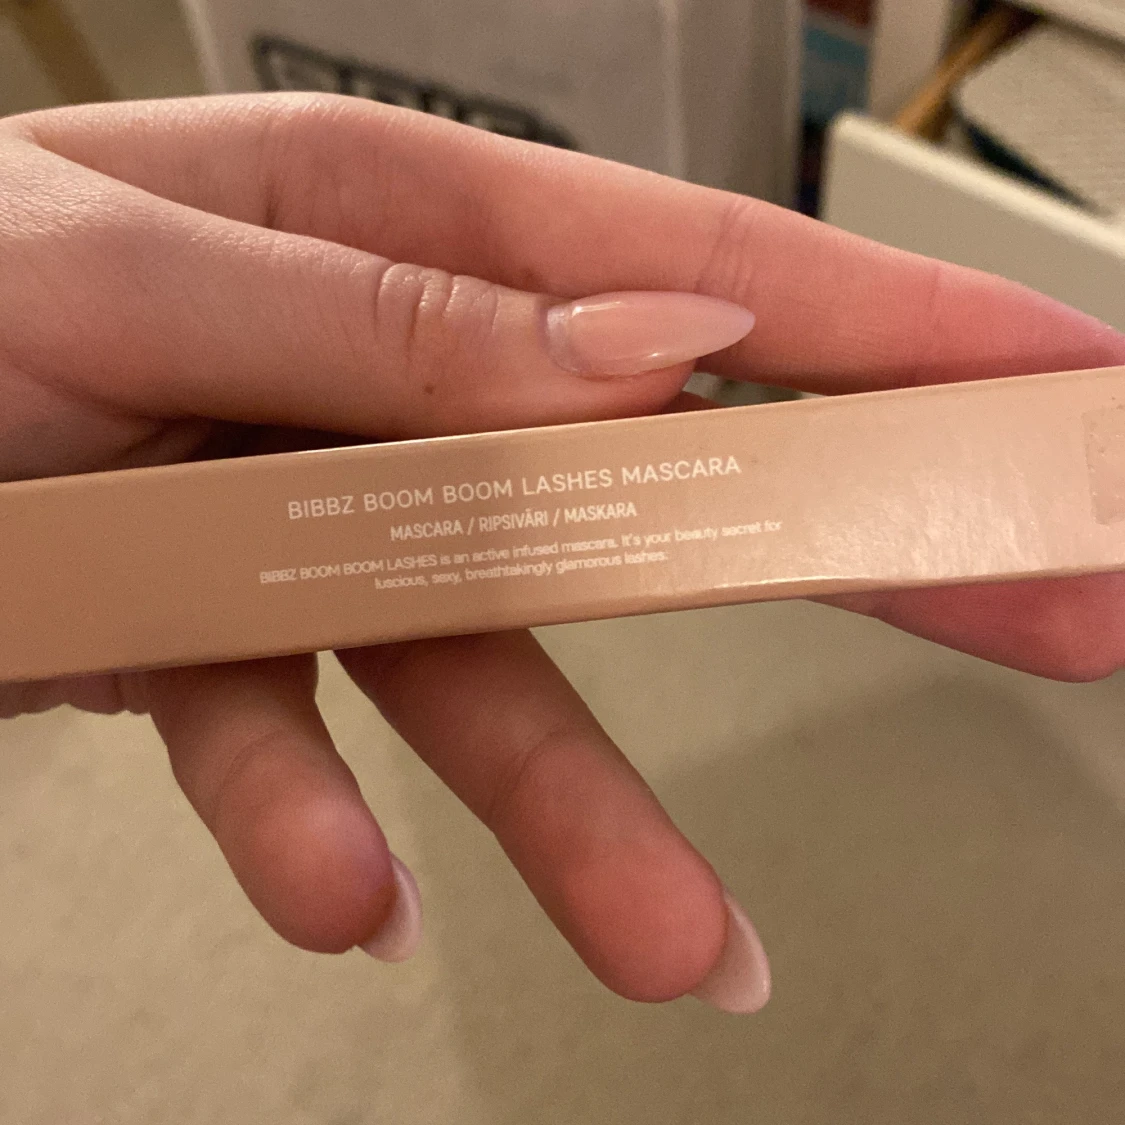 BIBBZ BOOM BOOM LASHES MASCARA
MASCARA / RIPSIVÄRI / MASKARA
BIBBZ BOOM BOOM LASHES is an active infused mascara. It's your beauty secret for
luscious, sexy, breathtakingly glamorous lashes.